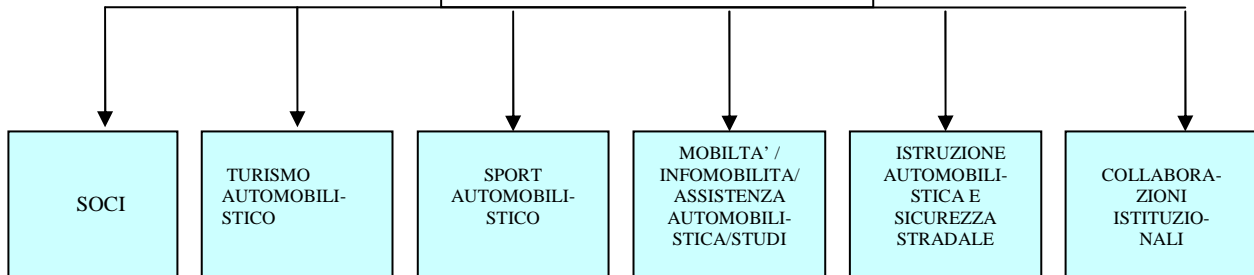 SOCI
TURISMO
AUTOMOBILI-
STICO
SPORT
AUTOMOBILI-
STICO
MOBILTA’ /
INFOMOBILITA/
ASSISTENZA
AUTOMOBILI-
STICA/STUDI
ISTRUZIONE
AUTOMOBILI-
STICA E
SICUREZZA
STRADALE
COLLABORA-
ZIONI
ISTITUZIO-
NALI